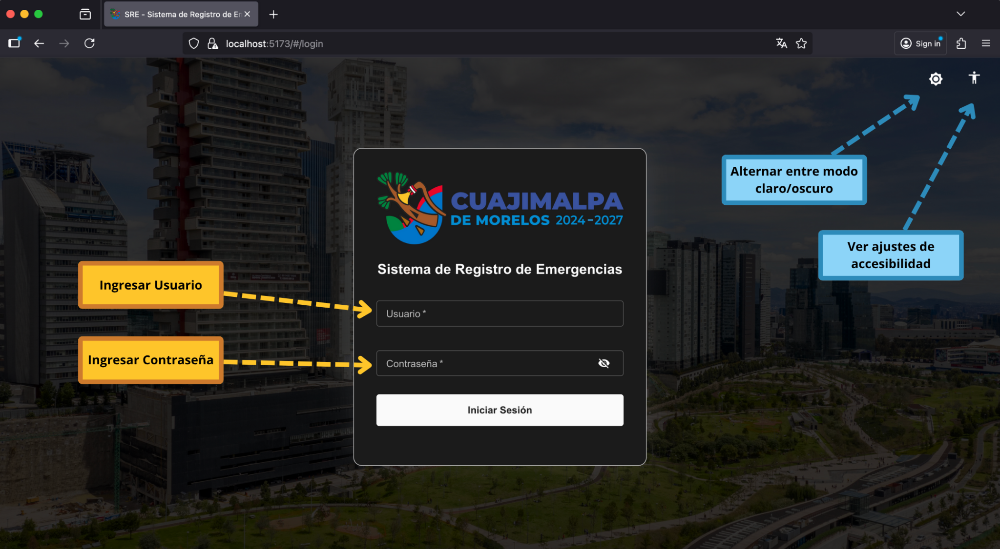 SRE - Sistema de Registro de En
localhost:5173/#/login
Sign in
Alternar entre modo
claro/oscuro
CUAJIMALPA
DE MORELOS 2024-2027
Ver ajustes de
accesibilidad
Sistema de Registro de Emergencias
Ingresar Usuario
Usuario *
Ingresar Contraseña
Contraseña *
Iniciar Sesión